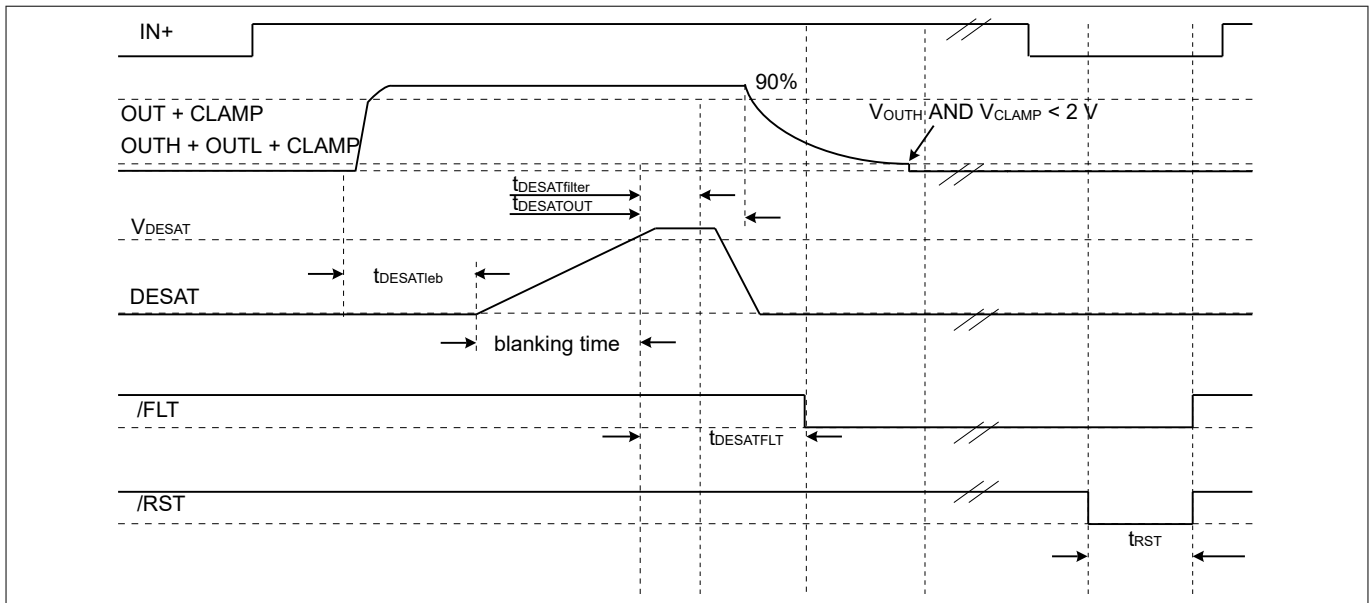 IN+
90%
OUT + CLAMP
VOUTH AND VCLAMP < 2 V
OUTH + OUTL + CLAMP
tDESATfilter
tDESATOUT
VDESAT
tDESATleb
DESAT
blanking time
/FLT
tDESATFLT
/RST
tRST